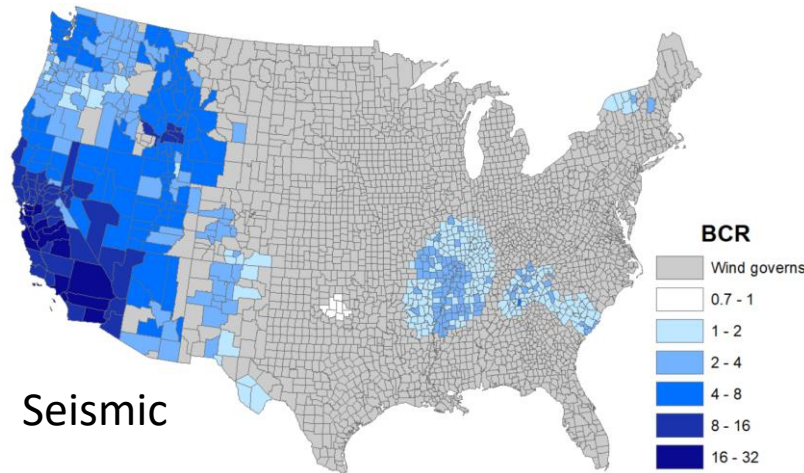 BCR
Wind governs
0.7 - 1
1 - 2
2 - 4
4 - 8
8 - 16
16 - 32
Seismic